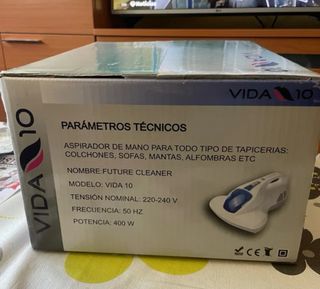 VIDA 10
PARÁMETROS TÉCNICOS
ASPIRADOR DE MANO PARA TODO TIPO DE TAPICERIAS:
COLCHONES, SOFAS, MANTAS, ALFOMBRAS ETC
NOMBRE:FUTURE CLEANER
MODELO: VIDA 10
TENSIÓN NOMINAL: 220-240 V
FRECUENCIA: 50 HZ
POTENCIA: 400 W
VIDA 10
CE